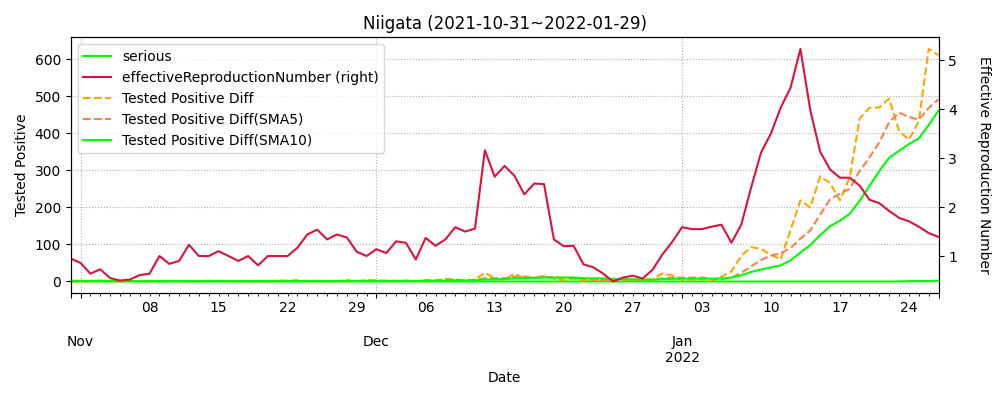 Niigata (2021-10-31~2022-01-29)
serious
effectiveReproductionNumber (right)
Tested Positive Diff
Tested Positive Diff(SMA5)
Tested Positive Diff(SMA10)
600
500
400
300
200
100
0
Tested Positive
5
4
3
2
1
Effective Reproduction Number
08 15 22 29 06 13 20 27 03 10 17 24
Nov Dec Jan
2022
Date